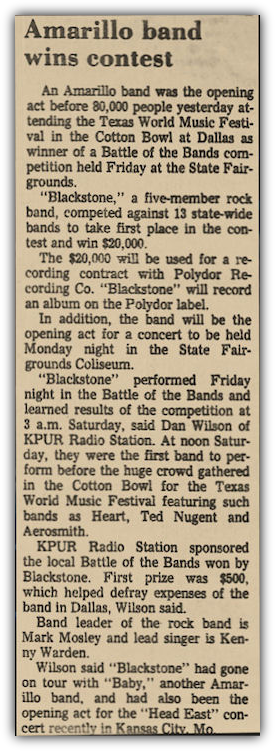 Amarillo band
wins contest
An Amarillo band was the opening
act before 80,000 people yesterday at-
tending the Texas World Music Festi-
val in the Cotton Bowl at Dallas as
winner of a Battle of the Bands com-
petition held Friday at the State Fair-
grounds.
"Blackstone," a five-member rock
band, competed against 13 state-wide
bands to take first place in the con-
test and win $20,000.
The $20,000 will be used for a re-
cording contract with Polydor Re-
cording Co. "Blackstone" will record
an album on the Polydor label.
In addition, the band will be the
opening act for a concert to be held
Monday night in the State Fair-
grounds Coliseum.
"Blackstone" performed Friday
night in the Battle of the Bands and
learned results of the competition at
3 a.m. Saturday, said Dan Wilson of
KPUR Radio Station. At noon Satur-
day, they were the first band to per-
form before the huge crowd gathered
in the Cotton Bowl for the Texas
World Music Festival featuring such
bands as Heart, Ted Nugent and
Aerosmith.
KPUR Radio Station sponsored
the local Battle of the Bands won by
Blackstone. First prize was $500,
which helped defray expenses of the
band in Dallas, Wilson said.
Band leader of the rock band is
Mark Mosley and lead singer is Ken-
ny Warden.
Wilson said "Blackstone" had gone
on tour with "Baby," another Amar-
illo band, and had also been the
opening act for the "Head East" con-
cert recently in Kansas City, Mo.